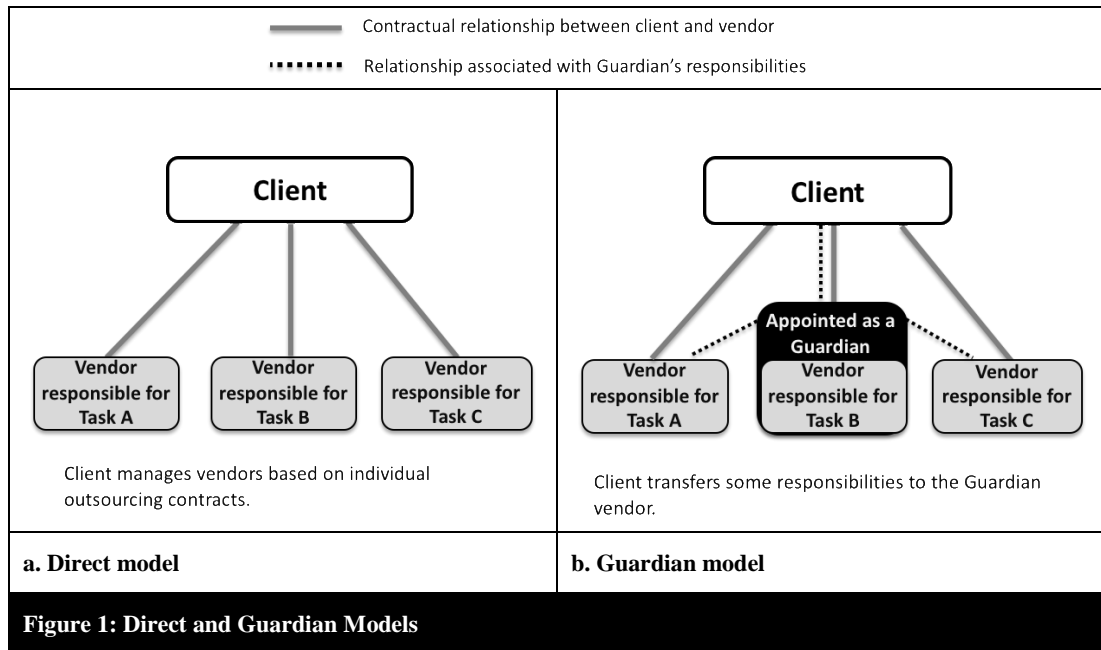 Contractual relationship between client and vendor
Relationship associated with Guardian's responsibilities
Client
Vendor
responsible for
Task A
Vendor
responsible for
Task B
Vendor
responsible for
Task C
Client manages vendors based on individual
outsourcing contracts.
Client
Appointed as a
Guardian
Vendor
responsible for
Task A
Vendor
responsible for
Task B
Vendor
responsible for
Task C
Client transfers some responsibilities to the Guardian
vendor.
a. Direct model
b. Guardian model
Figure 1: Direct and Guardian Models